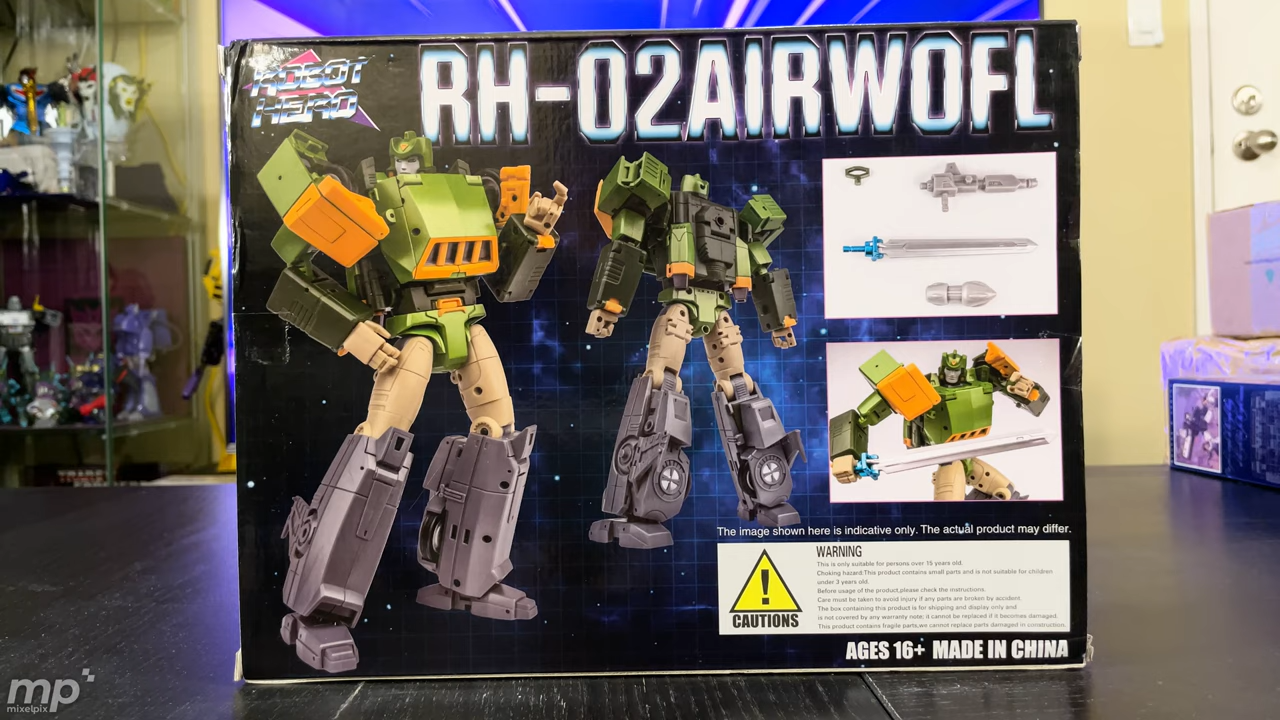 ROBOT
HERO
RH-02AIRWOFL
The image shown here is indicative only. The actual product may differ.
WARNING
This is only suitable for persons over 15 years old.
Choking hazard:This product contains small parts and is not suitable for children
under 3 years old.
Before usage of the product,please check the instructions.
Care must be taken to avoid injury if any parts are broken by accident.
The box containing this product is for shipping and display only and
is not covered by any warranty note; it cannot be replaced if it becomes damaged.
This product contains fragile parts,we cannot replace parts damaged in construction.
CAUTIONS
AGES 16+ MADE IN CHINA
mp
mixelpix